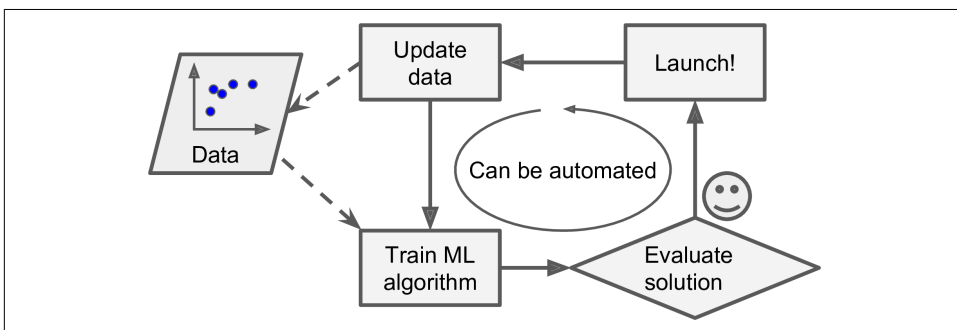 Update
data
Launch!
Data
Can be automated
Train ML
algorithm
Evaluate
solution